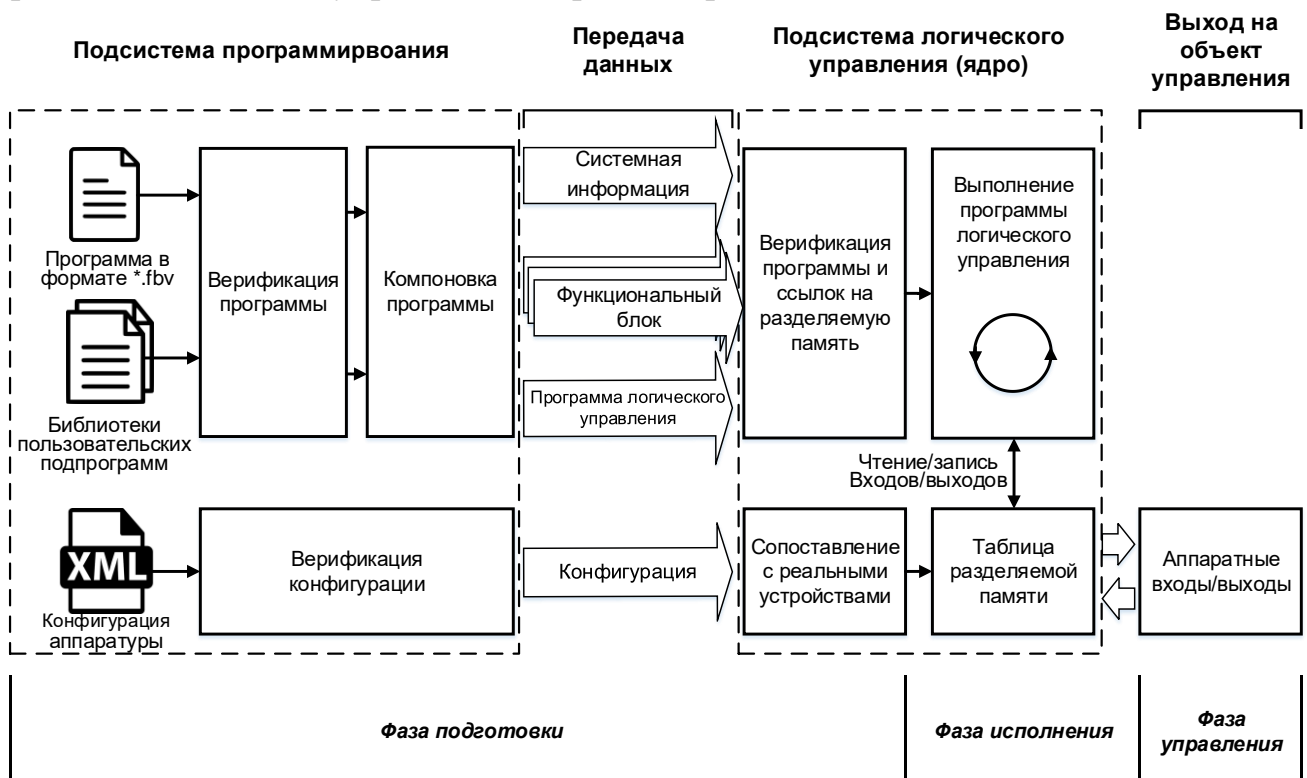 Подсистема программирвоания
Передача
данных
Подсистема логического
управления (ядро)
Выход на
объект
управления
Программа в
формате *.fbv
Библиотеки
пользовательских
подпрограмм
Верификация
программы
Компоновка
программы
Системная
информация
Функциональный
блок
Программа логического
управления
Верификация
программы и
ссылок на
разделяемую
память
Выполнение
программы
логического
управления
Чтение/запись
Входов/выходов
XML
Конфигурация
аппаратуры
Верификация
конфигурации
Конфигурация
Сопоставление
с реальными
устройствами
Таблица
разделяемой
памяти
Аппаратные
входы/выходы
Фаза подготовки
Фаза исполнения
Фаза
управления